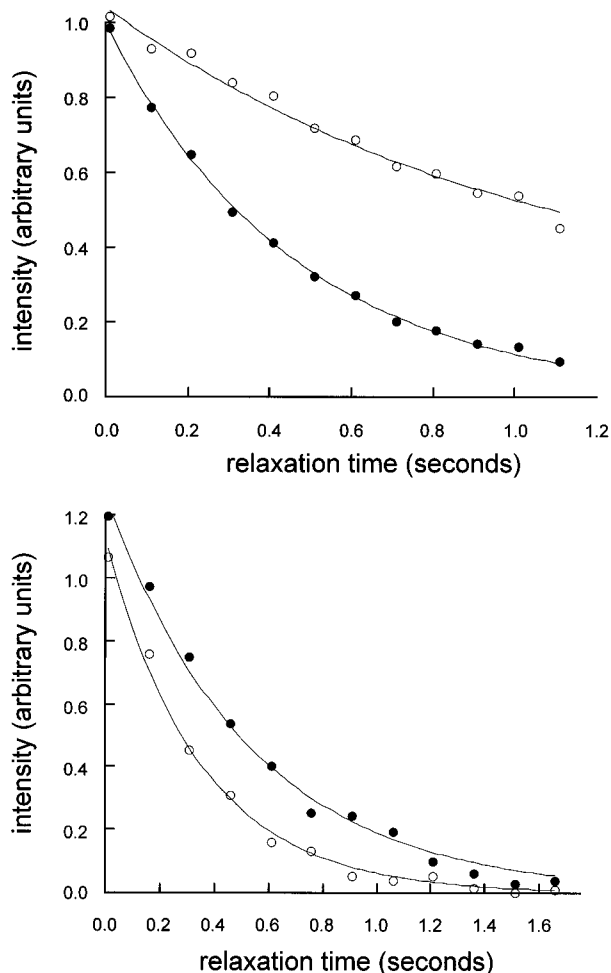 intensity (arbitrary units)
1.0
0.8
0.6
0.4
0.2
0.0
0.0 0.2 0.4 0.6 0.8 1.0 1.2
relaxation time (seconds)
intensity (arbitrary units)
1.2
1.0
0.8
0.6
0.4
0.2
0.0
0.0 0.2 0.4 0.6 0.8 1.0 1.2 1.4 1.6
relaxation time (seconds)